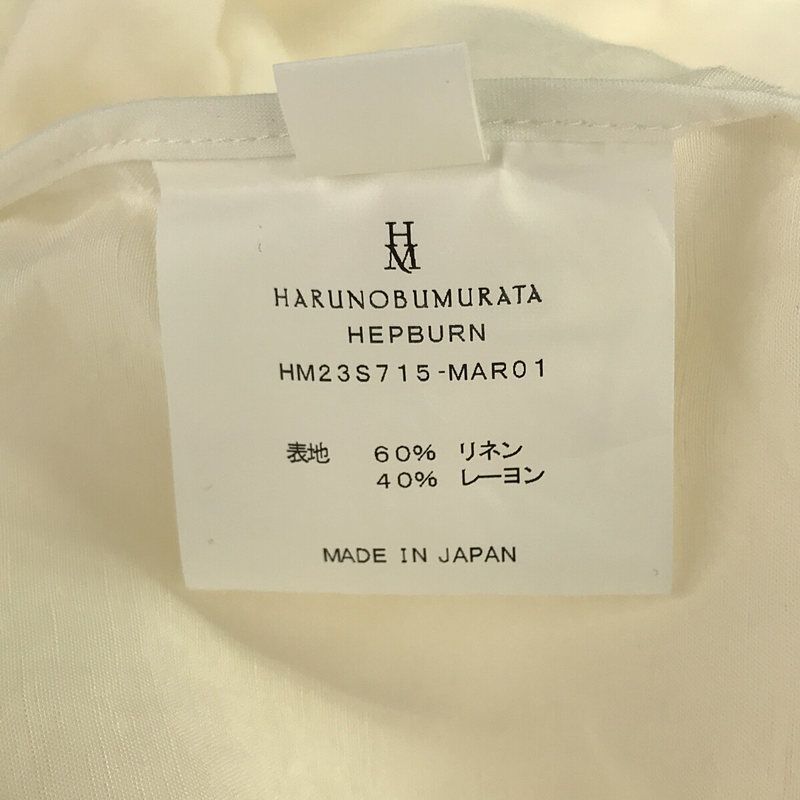 HM
HARUNOBUMURATA
HEPBURN
HM23S715-MAR01
表地 60% リネン
40% レーヨン
MADE IN JAPAN